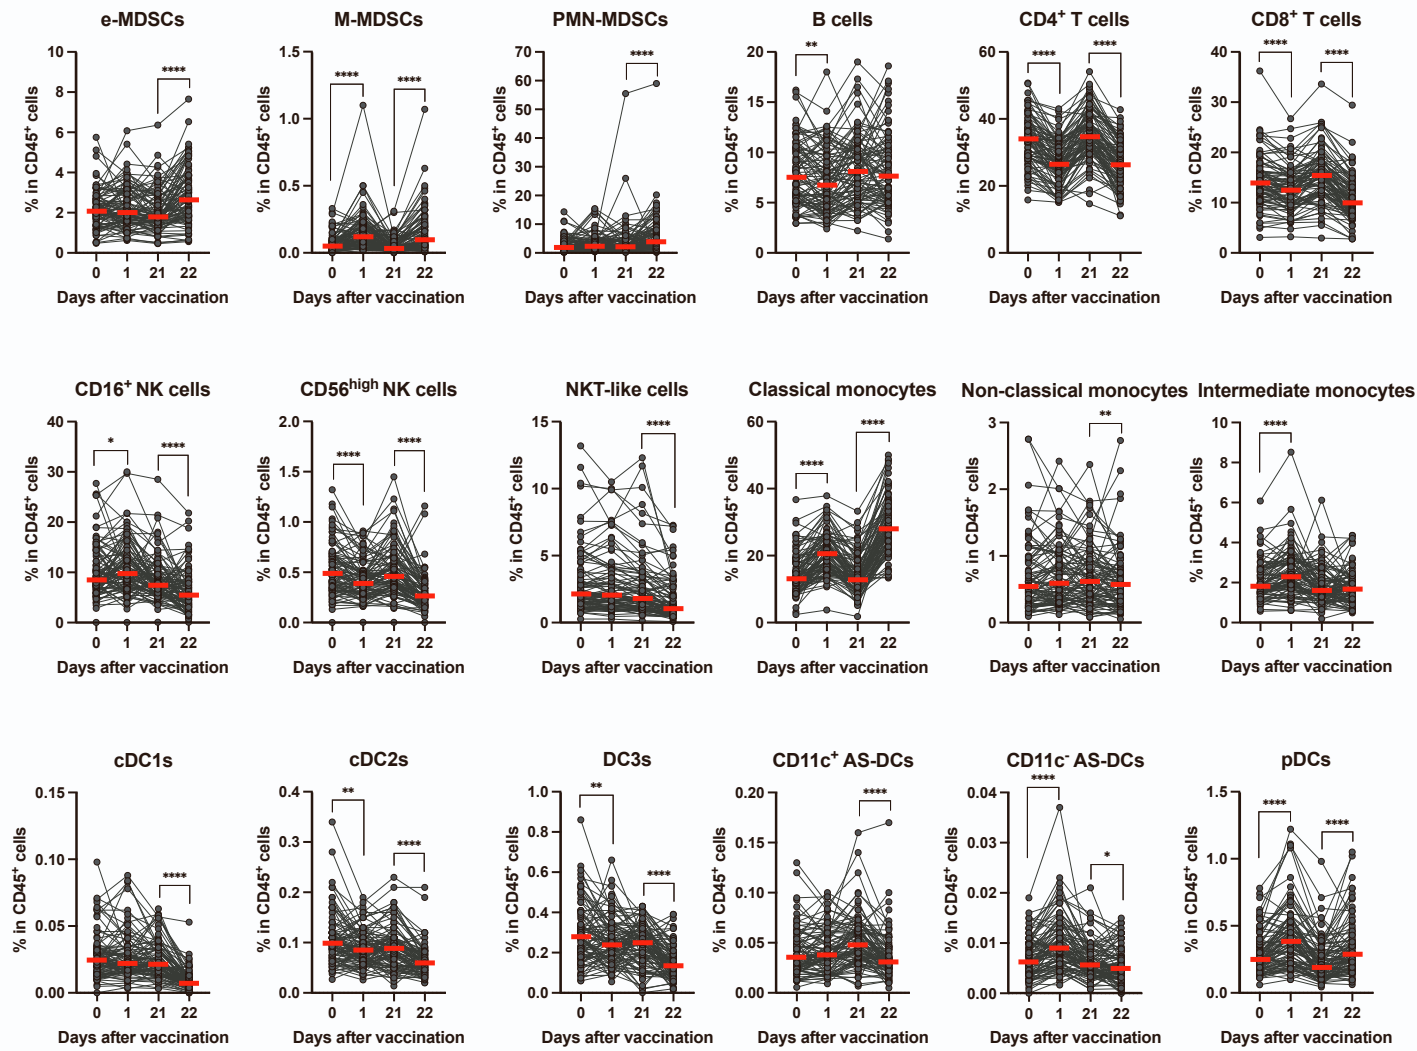 e-MDSCs
M-MDSCs
PMN-MDSCs
B cells
CD4⁺ T cells
CD8⁺ T cells
% in CD45⁺ cells
10
8
6
4
2
0
****
0 1 21 22
Days after vaccination
% in CD45⁺ cells
1.5
1.0
0.5
0.0
****
****
0 1 21 22
Days after vaccination
% in CD45⁺ cells
70
60
50
40
30
20
10
0
****
0 1 21 22
Days after vaccination
% in CD45⁺ cells
20
15
10
5
0
**
0 1 21 22
Days after vaccination
% in CD45⁺ cells
60
40
20
0
****
****
0 1 21 22
Days after vaccination
% in CD45⁺ cells
40
30
20
10
0
****
****
0 1 21 22
Days after vaccination
CD16⁺ NK cells
CD56ʰⁱᵍʰ NK cells
NKT-like cells
Classical monocytes
Non-classical monocytes
Intermediate monocytes
% in CD45⁺ cells
40
30
20
10
0
*
****
0 1 21 22
Days after vaccination
% in CD45⁺ cells
2.0
1.5
1.0
0.5
0.0
****
****
0 1 21 22
Days after vaccination
% in CD45⁺ cells
15
10
5
0
****
0 1 21 22
Days after vaccination
% in CD45⁺ cells
60
40
20
0
****
****
0 1 21 22
Days after vaccination
% in CD45⁺ cells
3
2
1
0
**
0 1 21 22
Days after vaccination
% in CD45⁺ cells
10
8
6
4
2
0
****
0 1 21 22
Days after vaccination
cDC1s
cDC2s
DC3s
CD11c⁺ AS-DCs
CD11c⁻ AS-DCs
pDCs
% in CD45⁺ cells
0.15
0.10
0.05
0.00
****
0 1 21 22
Days after vaccination
% in CD45⁺ cells
0.4
0.3
0.2
0.1
0.0
**
****
0 1 21 22
Days after vaccination
% in CD45⁺ cells
1.0
0.8
0.6
0.4
0.2
0.0
**
****
0 1 21 22
Days after vaccination
% in CD45⁺ cells
0.20
0.15
0.10
0.05
0.00
****
0 1 21 22
Days after vaccination
% in CD45⁺ cells
0.04
0.03
0.02
0.01
0.00
****
*
0 1 21 22
Days after vaccination
% in CD45⁺ cells
1.5
1.0
0.5
0.0
****
****
0 1 21 22
Days after vaccination